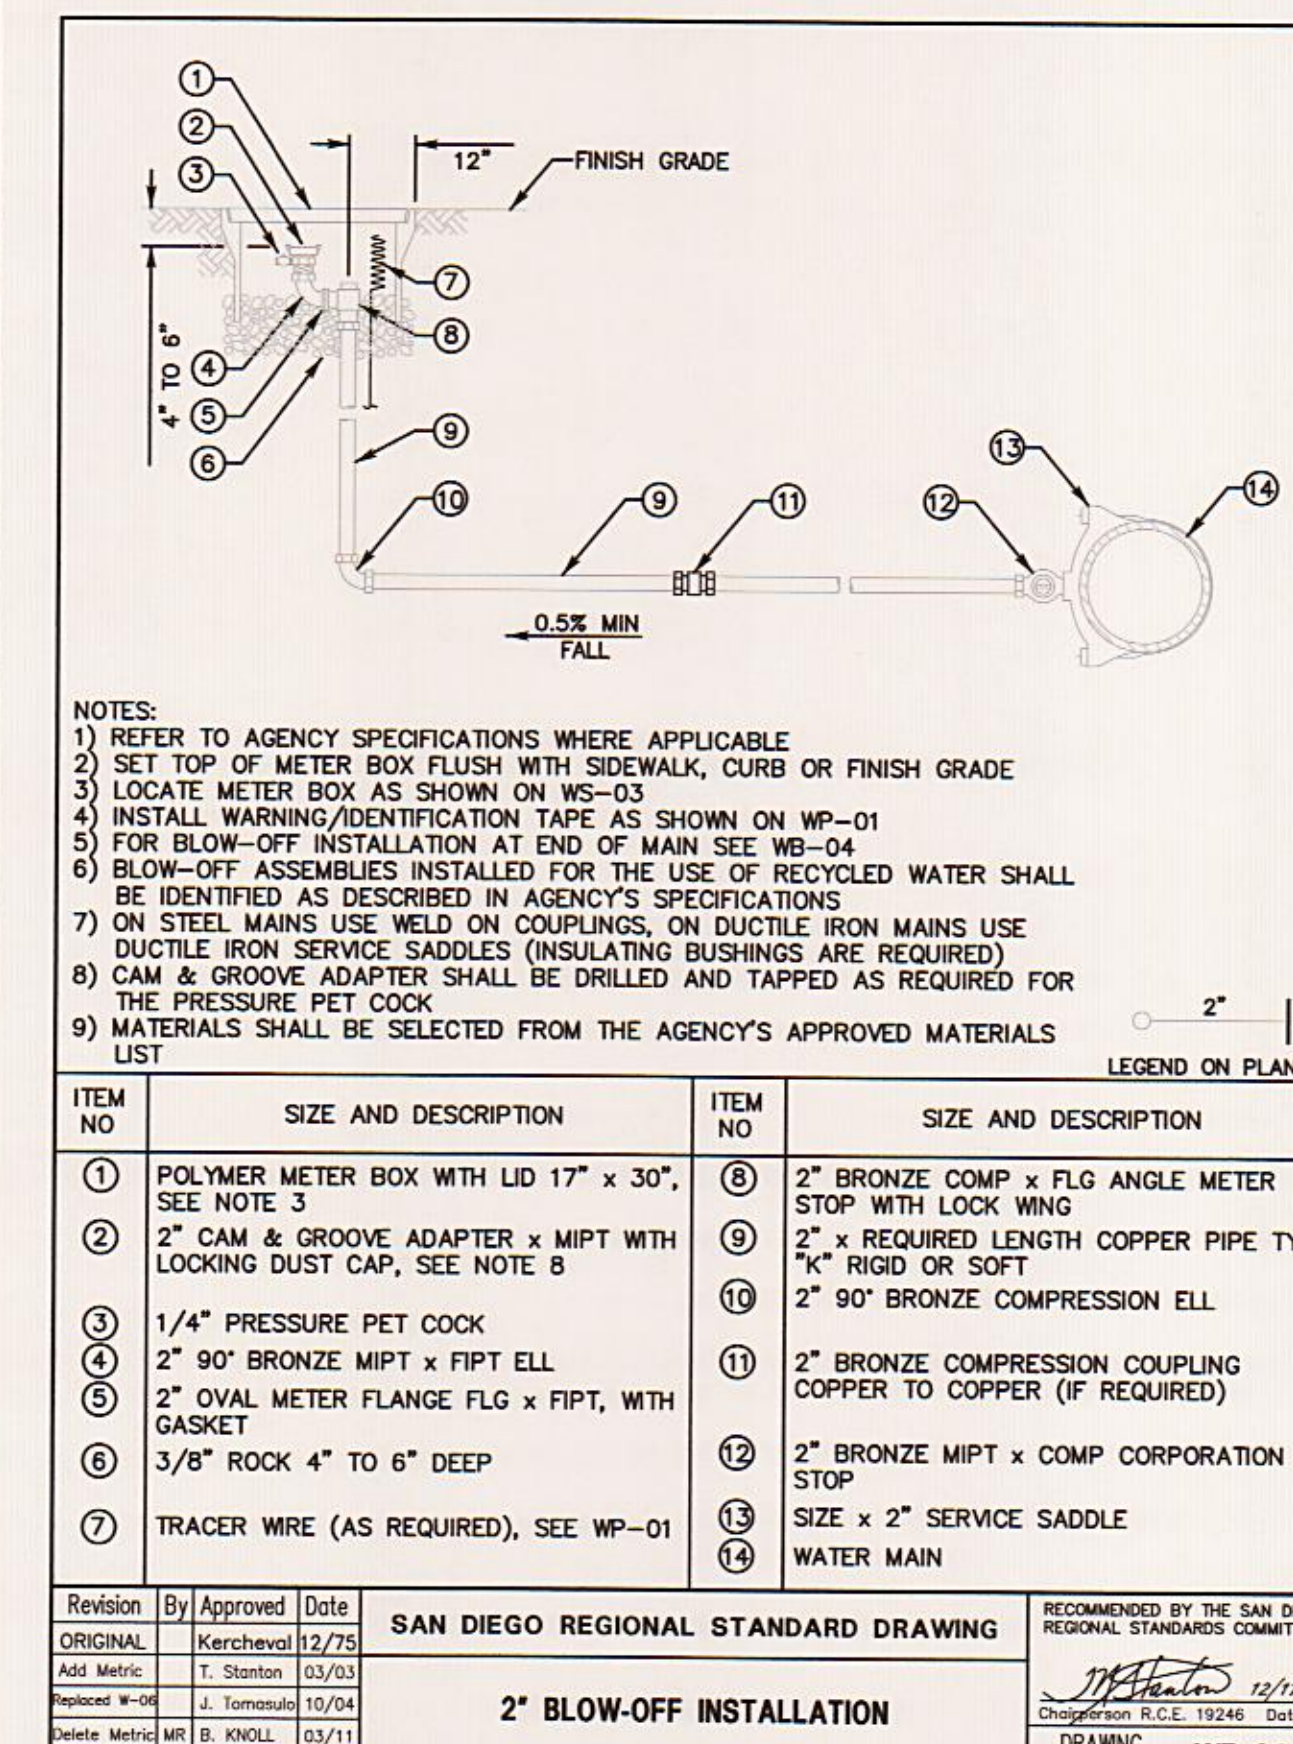 1
2
3
12"
FINISH GRADE
7
8
4" TO 6"
4
5
6
9
10
9
11
12
13
14
0.5% MIN
FALL
NOTES:
1) REFER TO AGENCY SPECIFICATIONS WHERE APPLICABLE
2) SET TOP OF METER BOX FLUSH WITH SIDEWALK, CURB OR FINISH GRADE
3) LOCATE METER BOX AS SHOWN ON WS-03
4) INSTALL WARNING/IDENTIFICATION TAPE AS SHOWN ON WP-01
5) FOR BLOW-OFF INSTALLATION AT END OF MAIN SEE WB-04
6) BLOW-OFF ASSEMBLIES INSTALLED FOR THE USE OF RECYCLED WATER SHALL
BE IDENTIFIED AS DESCRIBED IN AGENCY'S SPECIFICATIONS
7) ON STEEL MAINS USE WELD ON COUPLINGS, ON DUCTILE IRON MAINS USE
DUCTILE IRON SERVICE SADDLES (INSULATING BUSHINGS ARE REQUIRED)
8) CAM & GROOVE ADAPTER SHALL BE DRILLED AND TAPPED AS REQUIRED FOR
THE PRESSURE PET COCK
9) MATERIALS SHALL BE SELECTED FROM THE AGENCY'S APPROVED MATERIALS
LIST
2"
LEGEND ON PLAN
ITEM NO
SIZE AND DESCRIPTION
1 POLYMER METER BOX WITH LID 17" x 30",
SEE NOTE 3
2 2" CAM & GROOVE ADAPTER x MIPT WITH
LOCKING DUST CAP, SEE NOTE 8
3 1/4" PRESSURE PET COCK
4 2" 90° BRONZE MIPT x FIPT ELL
5 2" OVAL METER FLANGE FLG x FIPT, WITH
GASKET
6 3/8" ROCK 4" TO 6" DEEP
7 TRACER WIRE (AS REQUIRED), SEE WP-01
ITEM NO
SIZE AND DESCRIPTION
8 2" BRONZE COMP x FLG ANGLE METER
STOP WITH LOCK WING
9 2" x REQUIRED LENGTH COPPER PIPE TY
"K" RIGID OR SOFT
10 2" 90° BRONZE COMPRESSION ELL
11 2" BRONZE COMPRESSION COUPLING
COPPER TO COPPER (IF REQUIRED)
12 2" BRONZE MIPT x COMP CORPORATION
STOP
13 SIZE x 2" SERVICE SADDLE
14 WATER MAIN
Revision By Approved Date
ORIGINAL Kercheval 12/75
Add Metric T. Stanton 03/03
Replaced W-06 J. Tomasulo 10/04
Delete Metric MR B. KNOLL 03/11
SAN DIEGO REGIONAL STANDARD DRAWING
2" BLOW-OFF INSTALLATION
RECOMMENDED BY THE SAN D
REGIONAL STANDARDS COMMIT
Stanton 12/1
Chairperson R.C.E. 19246 Dat
DRAWING